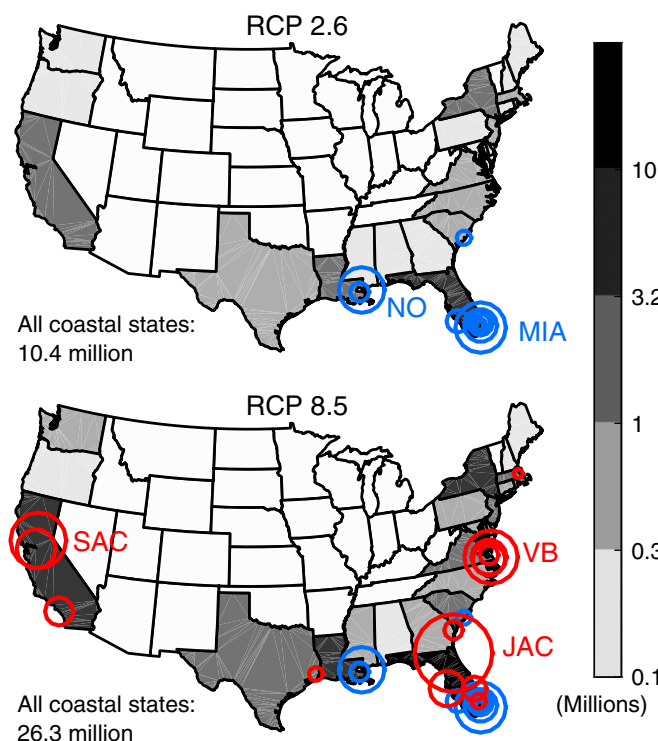 RCP 2.6
NO
MIA
All coastal states:
10.4 million
RCP 8.5
SAC
VB
JAC
All coastal states:
26.3 million
10
3.2
1
0.3
0.1
(Millions)